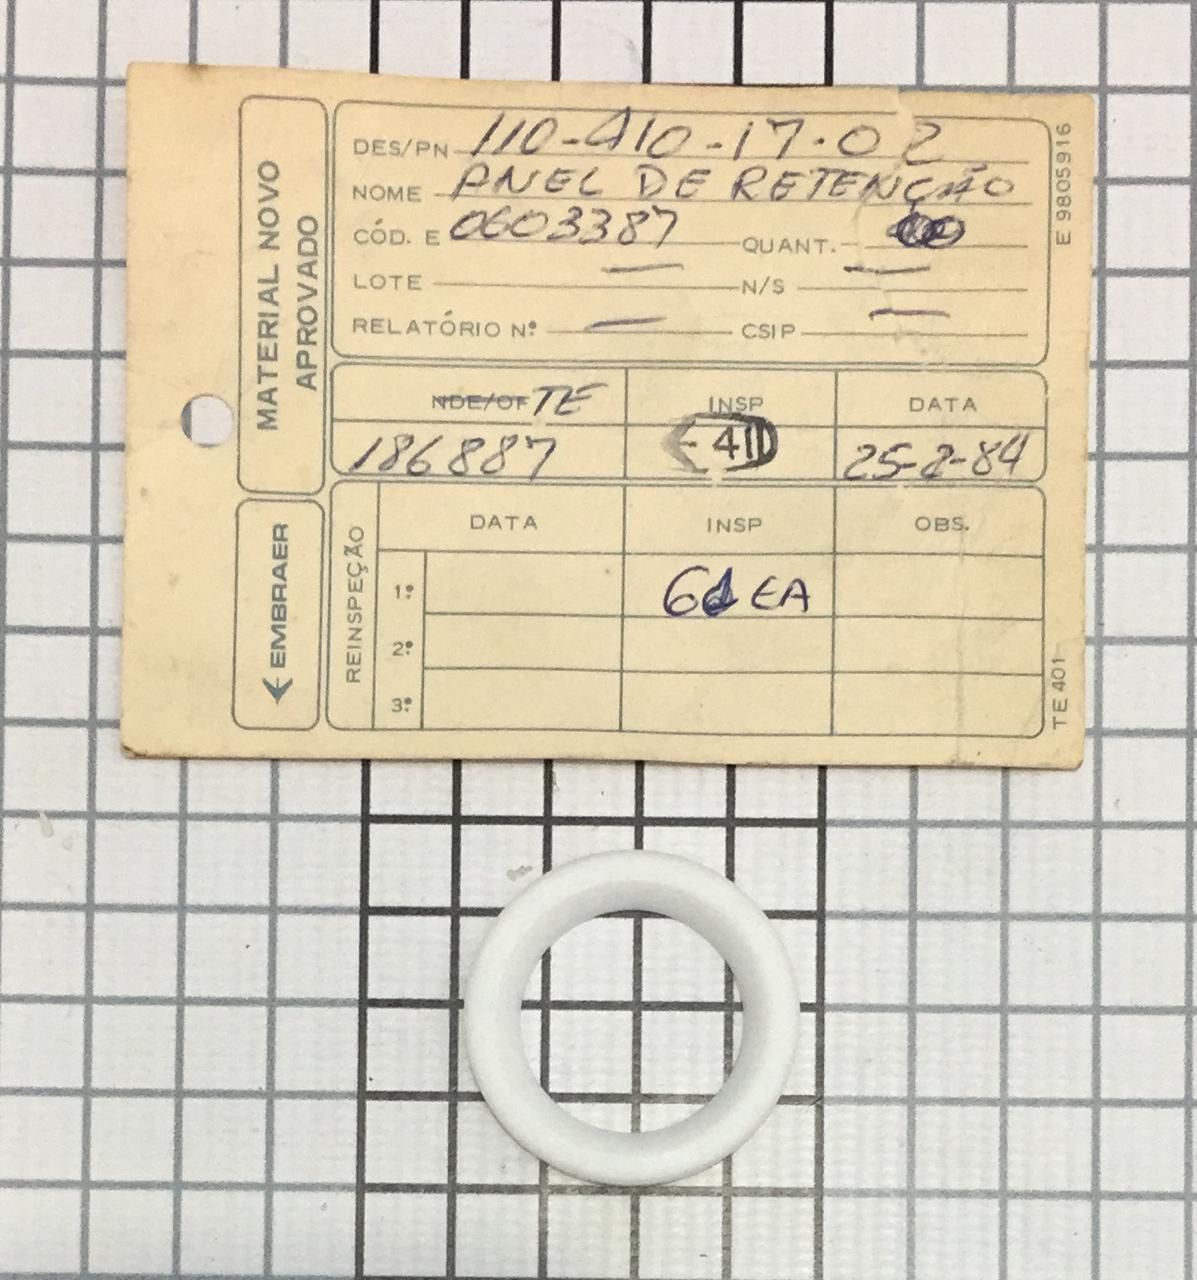 MATERIAL NOVO
APROVADO
EMBRAER
DES/PN 110-410-17-02
NOME ANEL DE RETENÇÃO
CÓD. E 0603387 QUANT.
LOTE — N/S —
RELATÓRIO Nº — CSIP —
NDE/OF TE INSP DATA
186887 411 25-2-84
REINSPEÇÃO
DATA INSP OBS.
1º EA
2º
3º
E 9805916
TE 401